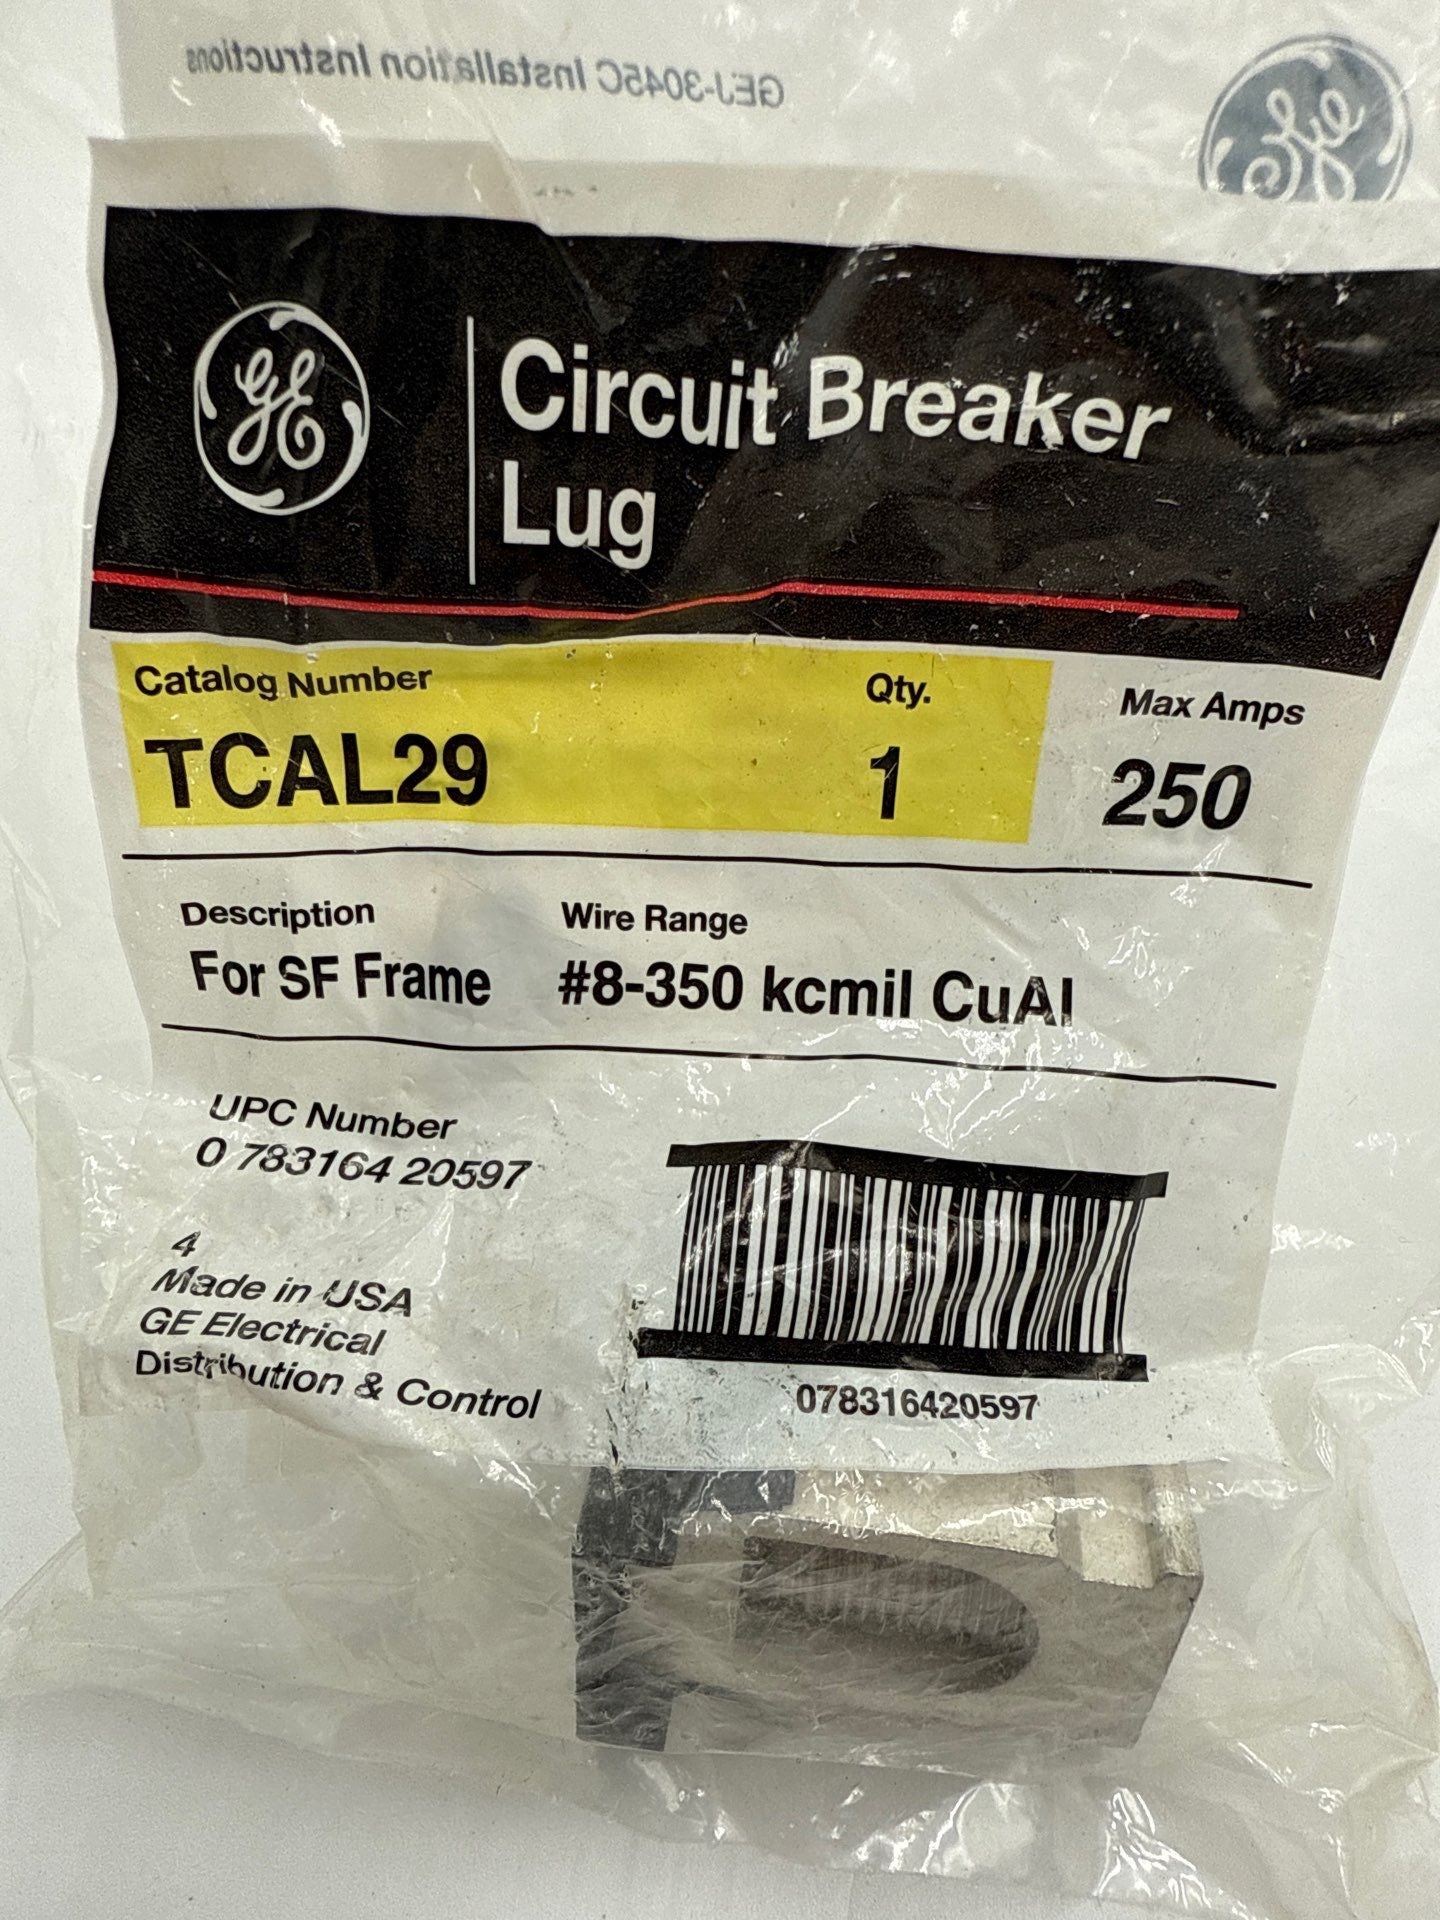 GEJ-3045C Installation Instructions
GE
GE
Circuit Breaker
Lug
Catalog Number Qty. Max Amps
TCAL29 1 250
Description Wire Range
For SF Frame #8-350 kcmil CuAl
UPC Number
0 783164 20597
4
Made in USA
GE Electrical
Distribution & Control
078316420597